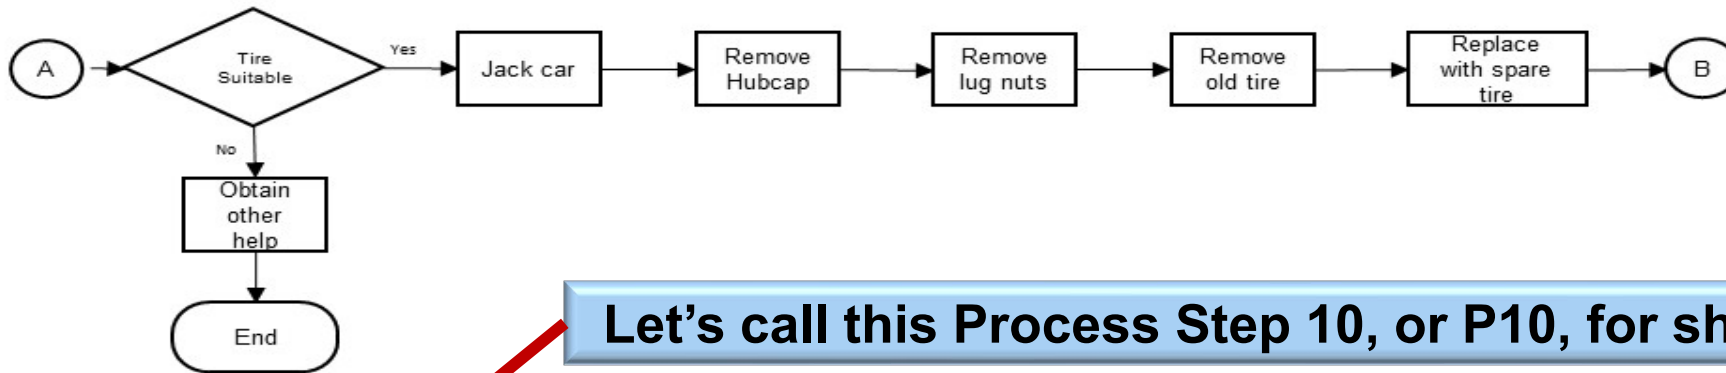 A
Tire
Suitable
Yes
Jack car
Remove
Hubcap
Remove
lug nuts
Remove
old tire
Replace
with spare
tire
B
No
Obtain
other
help
End
Let’s call this Process Step 10, or P10, for sh